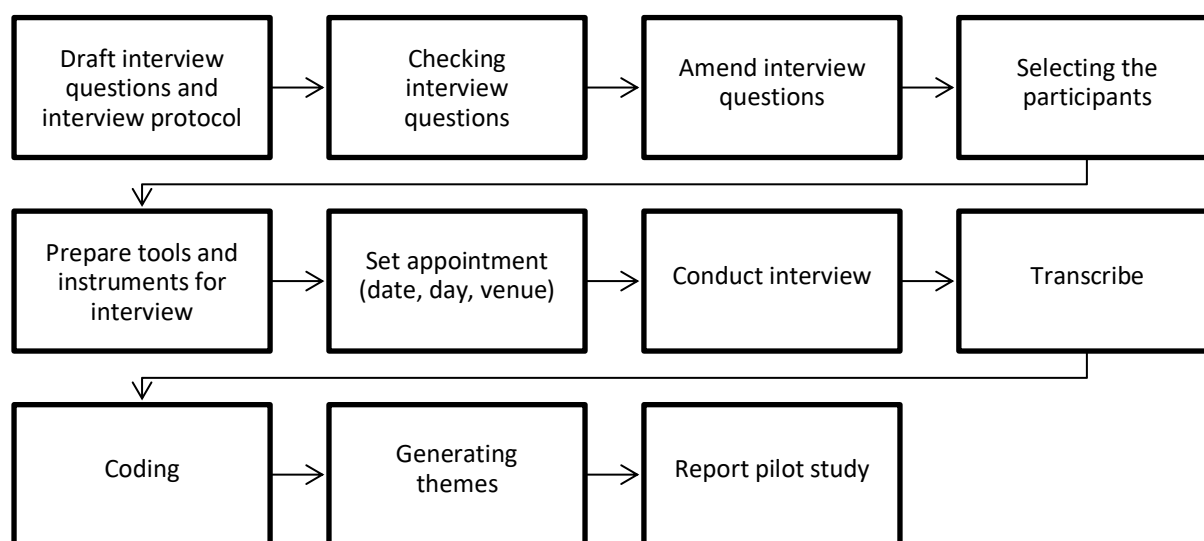 Draft interview
questions and
interview protocol
Checking
interview
questions
Amend interview
questions
Selecting the
participants
Prepare tools and
instruments for
interview
Set appointment
(date, day, venue)
Conduct interview
Transcribe
Coding
Generating
themes
Report pilot study